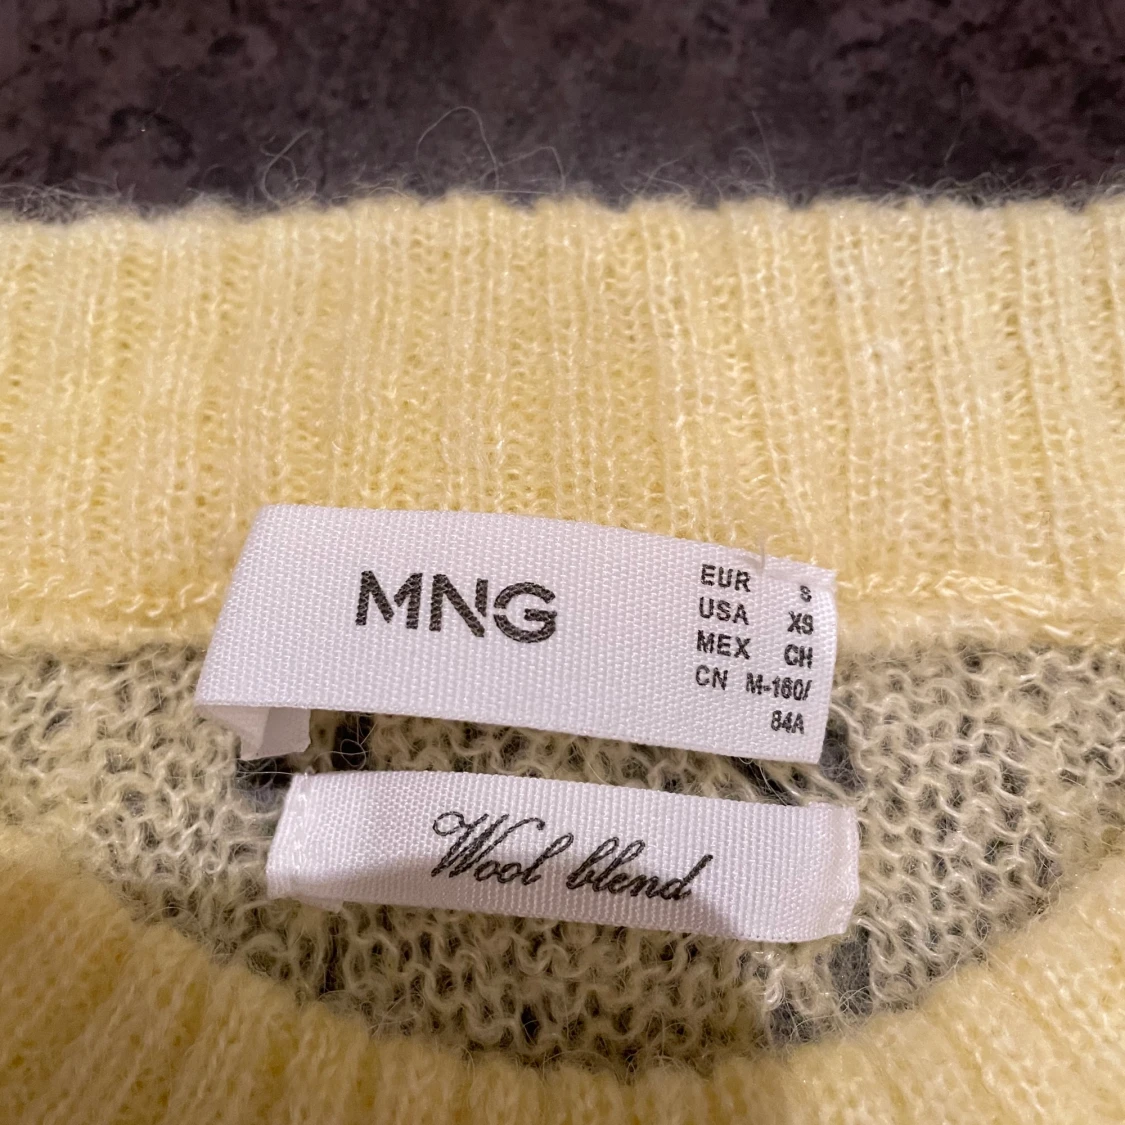 MNG
EUR S
USA XS
MEX CH
CN M-160/
84A
Wool blend